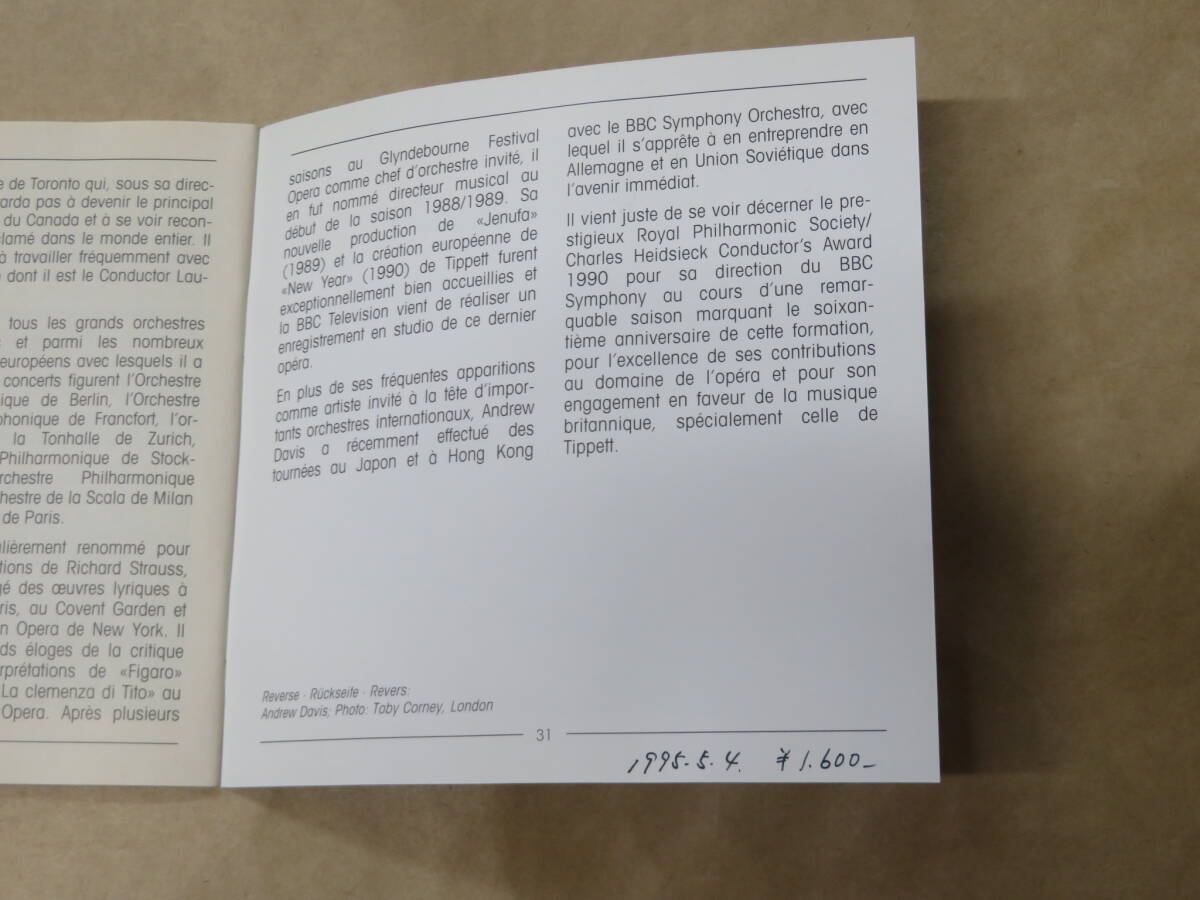 e de Toronto qui, sous sa direc-
arda pas à devenir le principal
du Canada et à se voir recon-
clamé dans le monde entier. Il
à travailler fréquemment avec
dont il est le Conductor Lau-
tous les grands orchestres
et parmi les nombreux
européens avec lesquels il a
concerts figurent l'Orchestre
ique de Berlin, l'Orchestre
phonique de Francfort, l'or-
la Tonhalle de Zurich,
Philharmonique de Stock-
rchestre Philharmonique
hestre de la Scala de Milan
de Paris.
ulièrement renommé pour
tions de Richard Strauss,
gé des œuvres lyriques à
ris, au Covent Garden et
n Opera de New York. Il
ds éloges de la critique
rprétations de «Figaro»
La clemenza di Tito» au
Opera. Après plusieurs
saisons au Glyndebourne Festival
Opera comme chef d'orchestre invité, il
en fut nommé directeur musical au
début de la saison 1988/1989. Sa
nouvelle production de «Jenufa»
(1989) et la création européenne de
«New Year» (1990) de Tippett furent
exceptionnellement bien accueillies et
la BBC Television vient de réaliser un
enregistrement en studio de ce dernier
opéra.
En plus de ses fréquentes apparitions
comme artiste invité à la tête d'impor-
tants orchestres internationaux, Andrew
Davis a récemment effectué des
tournées au Japon et à Hong Kong
avec le BBC Symphony Orchestra, avec
lequel il s'apprête à en entreprendre en
Allemagne et en Union Soviétique dans
l'avenir immédiat.
Il vient juste de se voir décerner le pre-
stigieux Royal Philharmonic Society/
Charles Heidsieck Conductor's Award
1990 pour sa direction du BBC
Symphony au cours d'une remar-
quable saison marquant le soixan-
tième anniversaire de cette formation,
pour l'excellence de ses contributions
au domaine de l'opéra et pour son
engagement en faveur de la musique
britannique, spécialement celle de
Tippett.
Reverse · Rückseite · Revers:
Andrew Davis; Photo: Toby Corney, London
31
1995.5.4. ¥1.600-